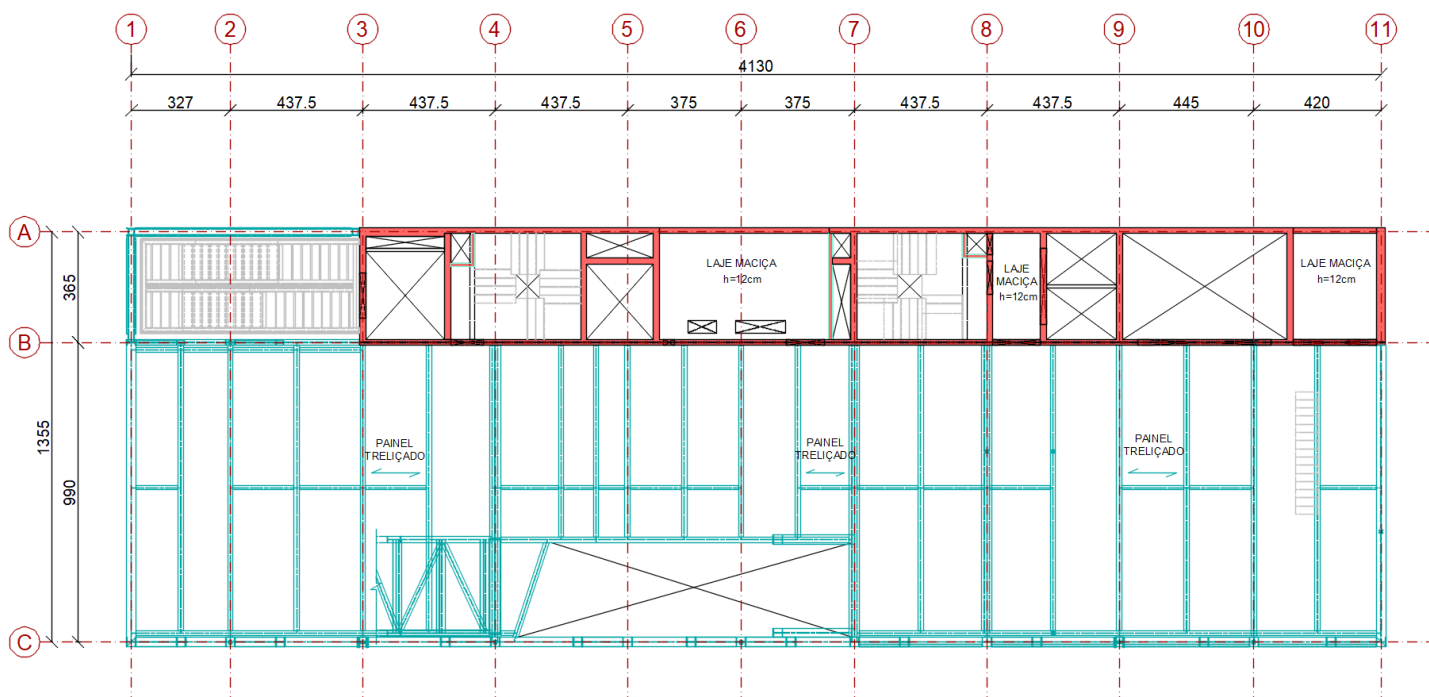 1 2 3 4 5 6 7 8 9 10 11
4130
327 437.5 437.5 437.5 375 375 437.5 437.5 445 420
A
365
LAJE MACIÇA
h=12cm
LAJE
MACIÇA
h=12cm
LAJE MACIÇA
h=12cm
B
1355
990
PAINEL
TRELIÇADO
PAINEL
TRELIÇADO
PAINEL
TRELIÇADO
C